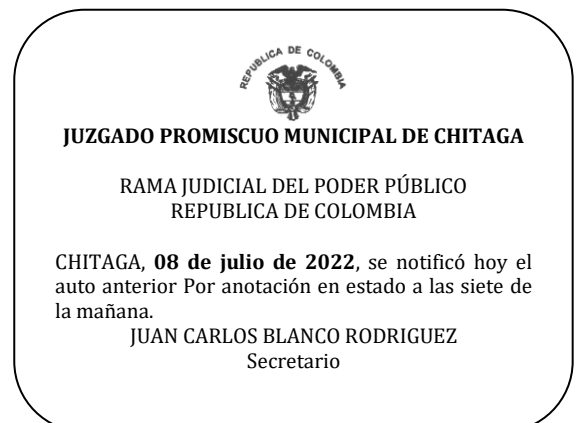 REPUBLICA DE COLOMBIA
JUZGADO PROMISCUO MUNICIPAL DE CHITAGA
RAMA JUDICIAL DEL PODER PÚBLICO
REPUBLICA DE COLOMBIA
CHITAGA, 08 de julio de 2022, se notificó hoy el
auto anterior Por anotación en estado a las siete de
la mañana.
JUAN CARLOS BLANCO RODRIGUEZ
Secretario